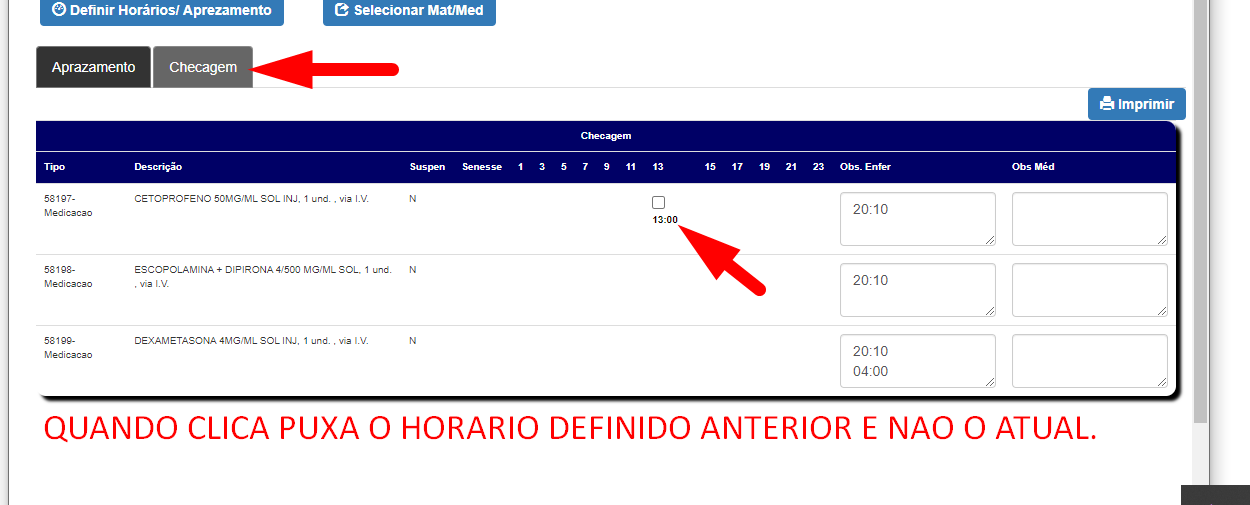 Definir Horários/ Aprezamento Selecionar Mat/Med
Aprazamento Checagem
Imprimir
Checagem
Tipo Descrição Suspen Senesse 1 3 5 7 9 11 13 15 17 19 21 23 Obs. Enfer Obs Méd
58197- CETOPROFENO 50MG/ML SOL INJ, 1 und. , via I.V. N 20:10
Medicacao 13:00
58198- ESCOPOLAMINA + DIPIRONA 4/500 MG/ML SOL, 1 und. N 20:10
Medicacao , via I.V.
58199- DEXAMETASONA 4MG/ML SOL INJ, 1 und. , via I.V. N 20:10
Medicacao 04:00
QUANDO CLICA PUXA O HORARIO DEFINIDO ANTERIOR E NAO O ATUAL.